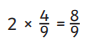 2 × 4/9 = 8/9